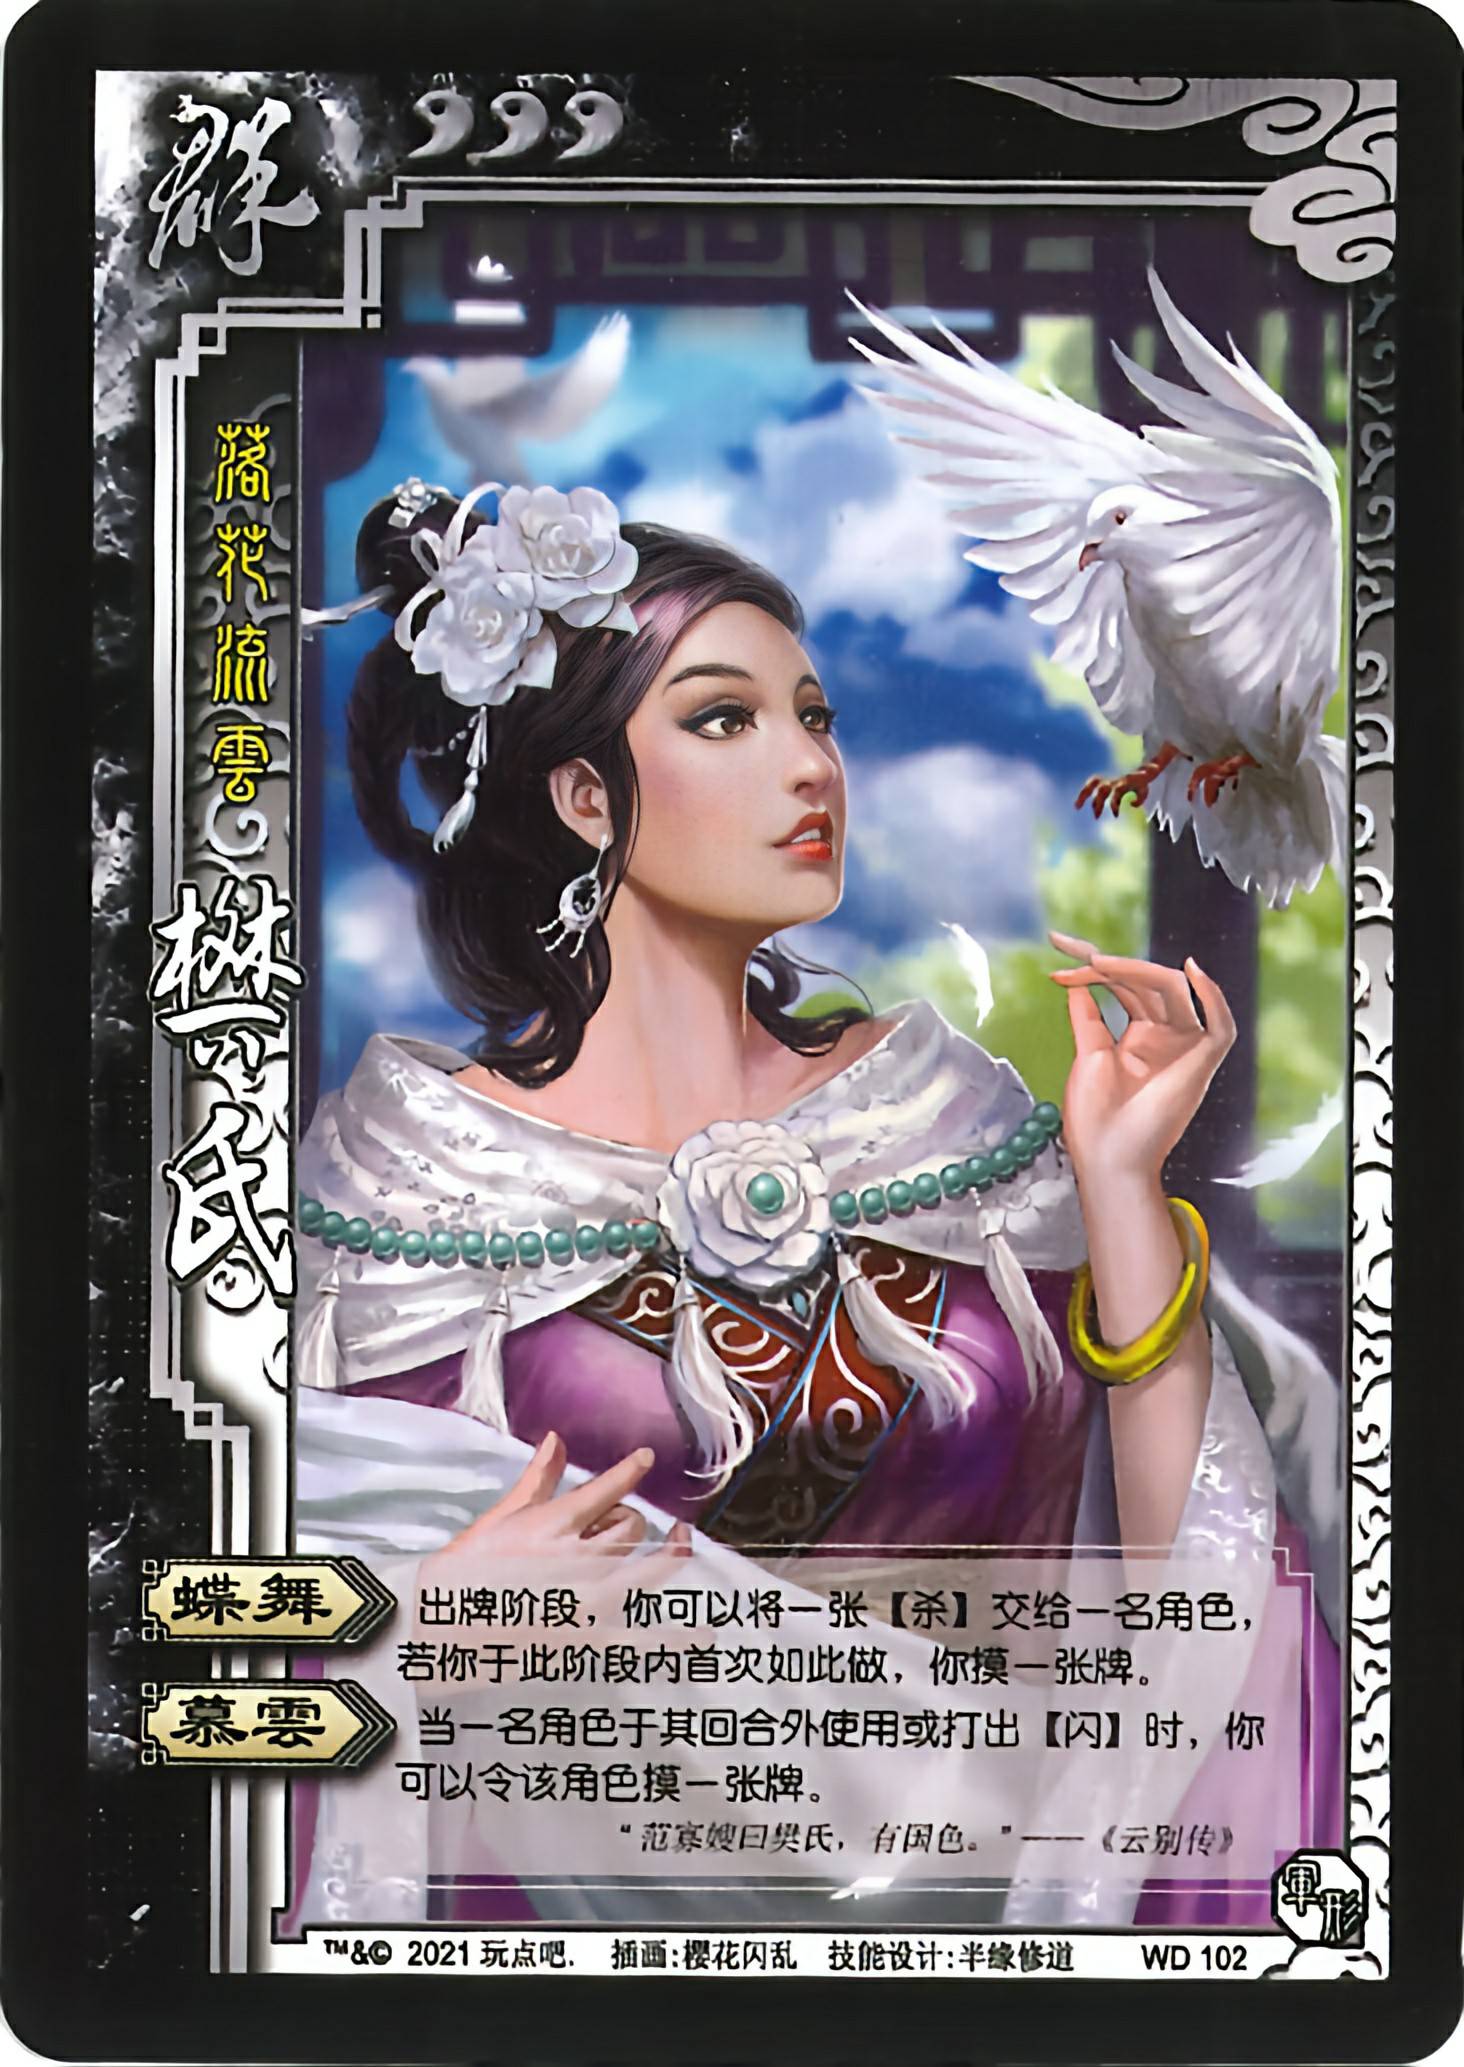 群
落花流雲
樊氏
蝶舞
出牌阶段，你可以将一张【杀】交给一名角色，
若你于此阶段内首次如此做，你摸一张牌。
慕雲
当一名角色于其回合外使用或打出【闪】时，你
可以令该角色摸一张牌。
“范寡嫂曰樊氏，有国色。”——《云别传》
軍形
™&© 2021 玩点吧. 插画:樱花闪乱 技能设计:半缘修道 WD 102